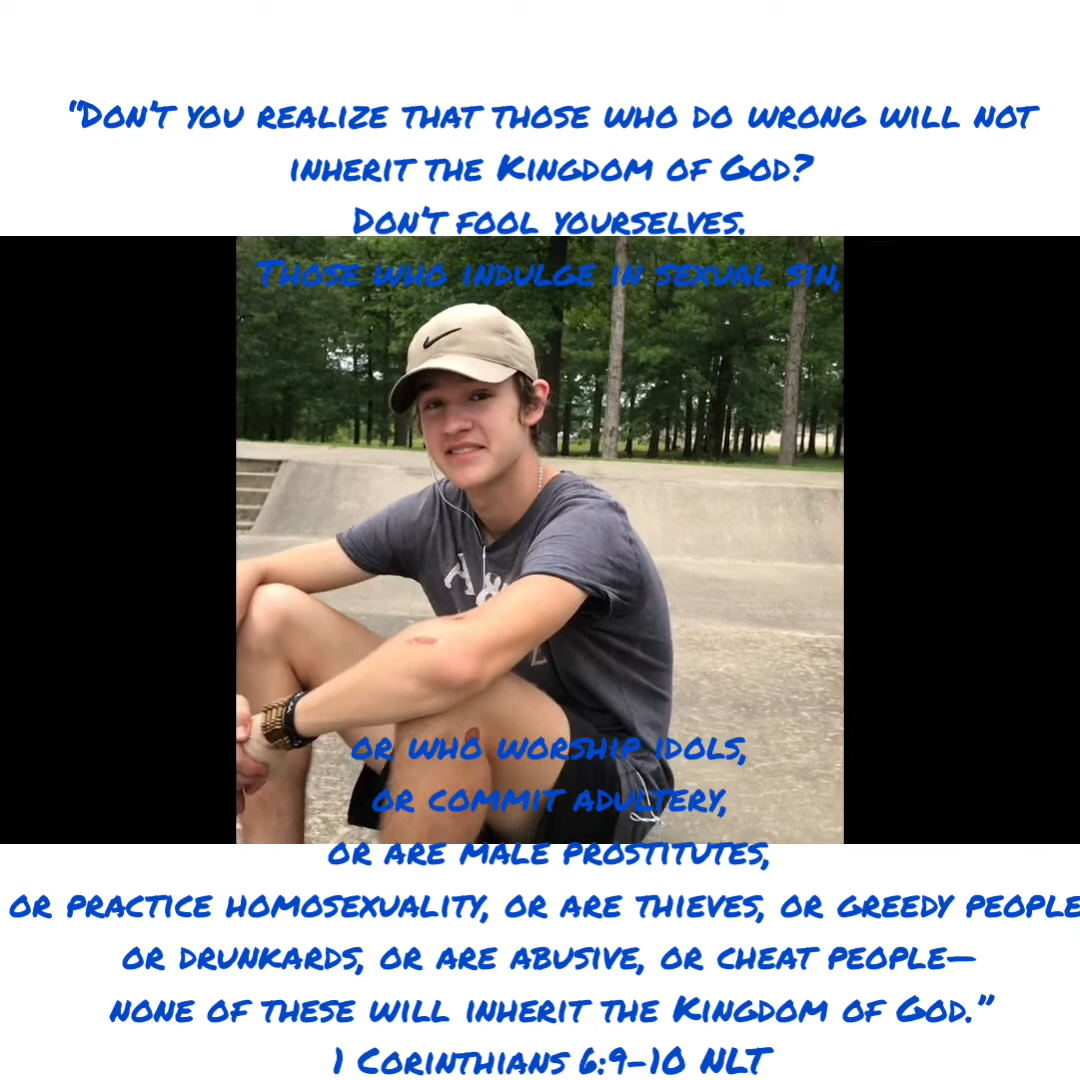 "Don't you realize that those who do wrong will not
inherit the Kingdom of God?
Don't fool yourselves.
Those who indulge in sexual sin,
or who worship idols,
or commit adultery,
or are male prostitutes,
or practice homosexuality, or are thieves, or greedy people
or drunkards, or are abusive, or cheat people—
none of these will inherit the Kingdom of God."
1 Corinthians 6:9-10 NLT